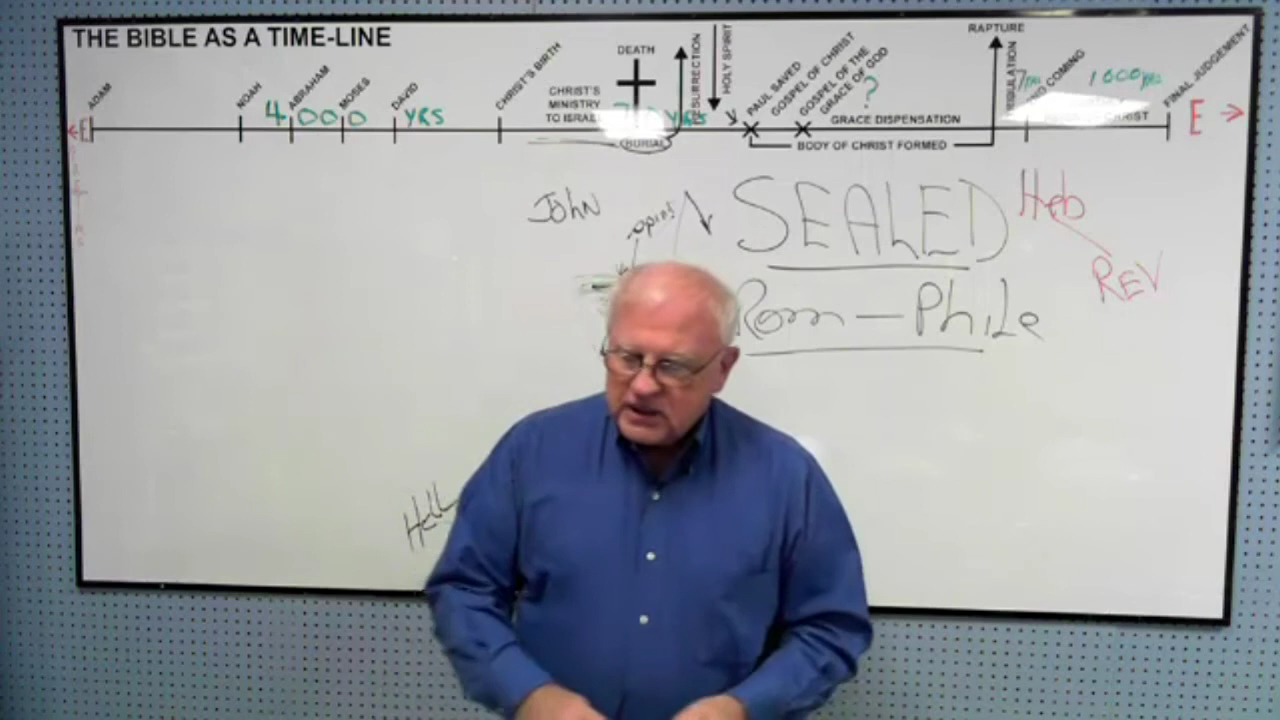 THE BIBLE AS A TIME-LINE
ADAM
NOAH
ABRAHAM
MOSES
DAVID
CHRIST'S BIRTH
CHRIST'S
MINISTRY
TO ISRAEL
DEATH
BURIAL
RESURRECTION
HOLY SPIRIT
PAUL SAVED
GOSPEL OF CHRIST
GOSPEL OF THE
GRACE OF GOD
?
GRACE DISPENSATION
BODY OF CHRIST FORMED
RAPTURE
TRIBULATION
7 YRS
COMING
1000 YRS
CHRIST
FINAL JUDGEMENT
E
E
4000 YRS
YRS
John
SEALED
Heb
REV
Rom - Phile